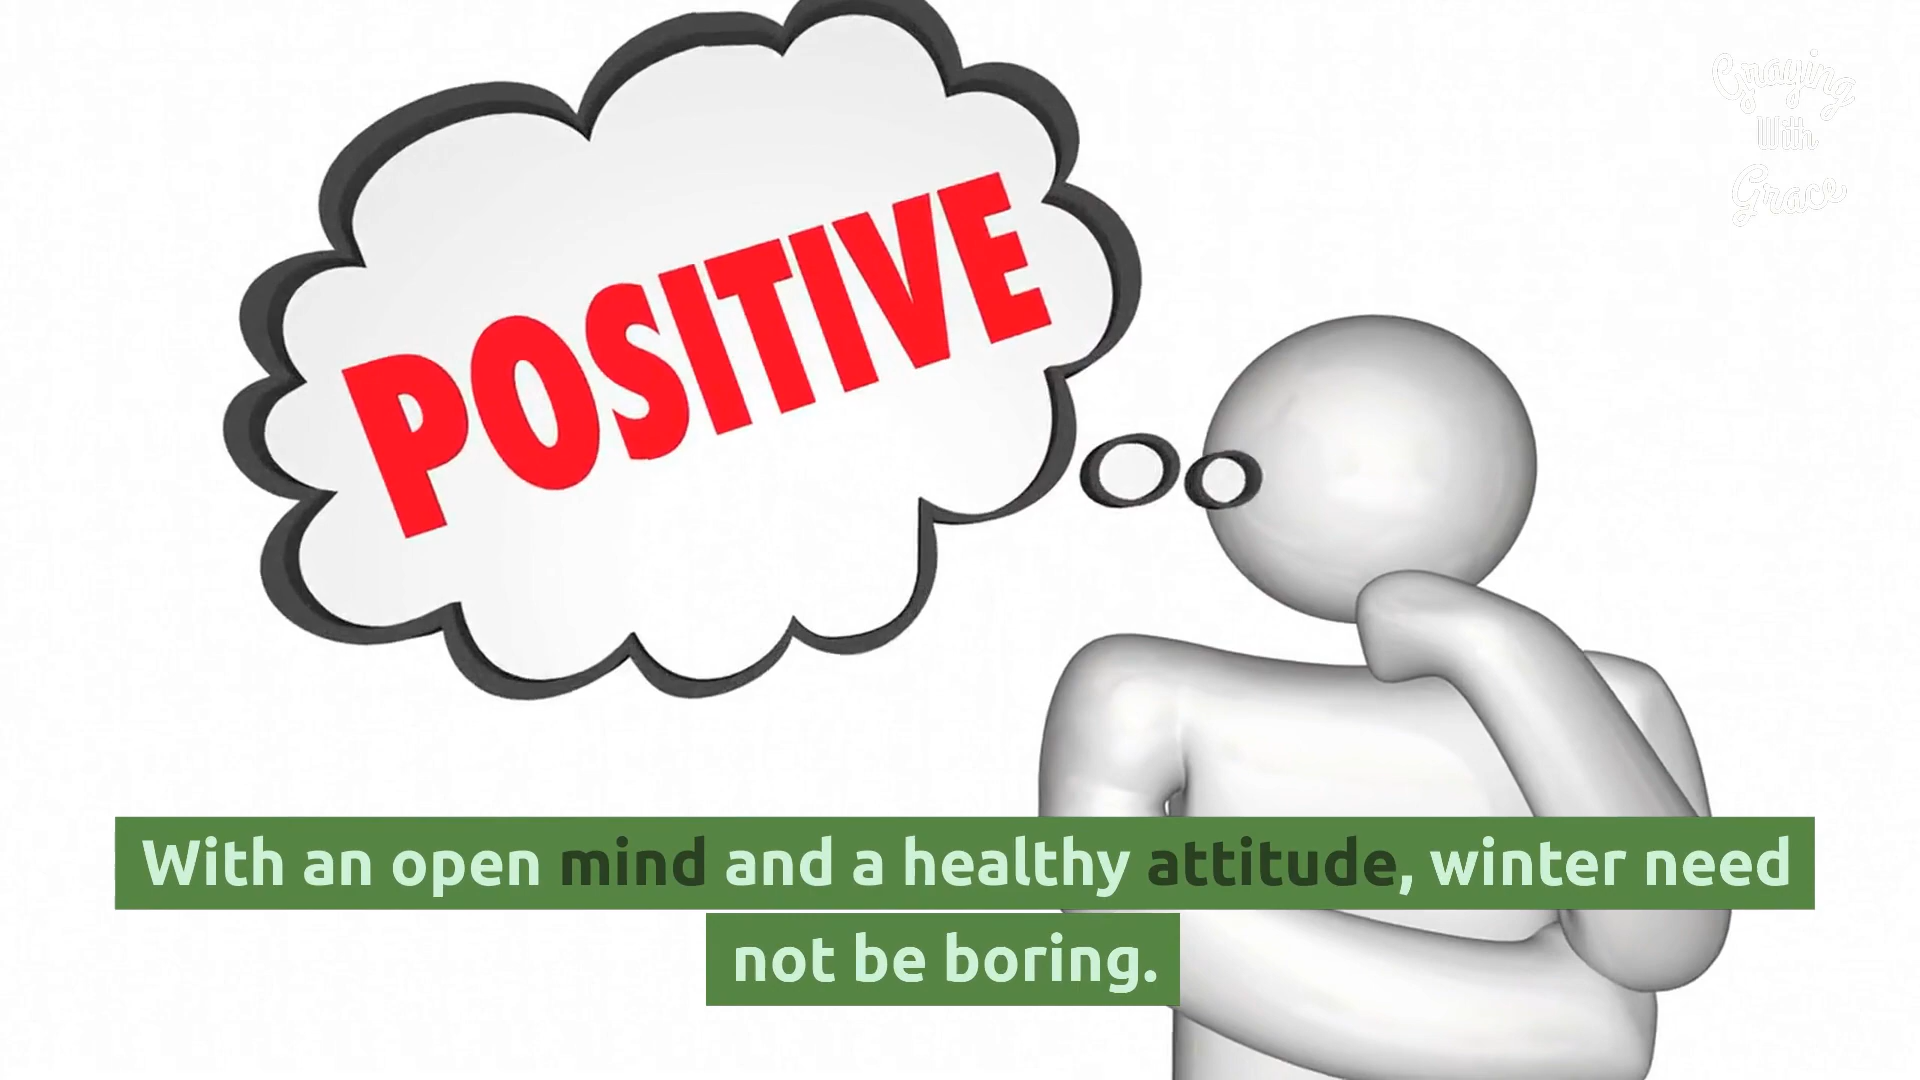 Graying
With
Grace
POSITIVE
With an open mind and a healthy attitude, winter need
not be boring.